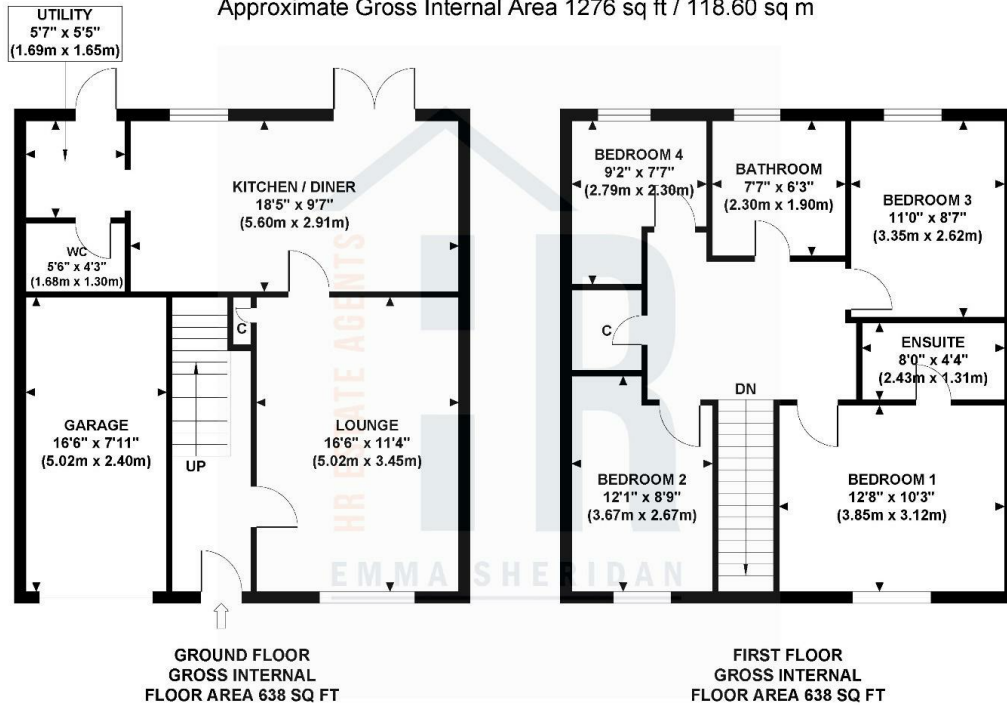 Approximate Gross Internal Area 1276 sq ft / 118.60 sq m
UTILITY
5'7" x 5'5"
(1.69m x 1.65m)
KITCHEN / DINER
18'5" x 9'7"
(5.60m x 2.91m)
WC
5'6" x 4'3"
(1.68m x 1.30m)
C
GARAGE
16'6" x 7'11"
(5.02m x 2.40m)
UP
LOUNGE
16'6" x 11'4"
(5.02m x 3.45m)
GROUND FLOOR
GROSS INTERNAL
FLOOR AREA 638 SQ FT
BEDROOM 4
9'2" x 7'7"
(2.79m x 2.30m)
BATHROOM
7'7" x 6'3"
(2.30m x 1.90m)
BEDROOM 3
11'0" x 8'7"
(3.35m x 2.62m)
C
ENSUITE
8'0" x 4'4"
(2.43m x 1.31m)
DN
BEDROOM 2
12'1" x 8'9"
(3.67m x 2.67m)
BEDROOM 1
12'8" x 10'3"
(3.85m x 3.12m)
FIRST FLOOR
GROSS INTERNAL
FLOOR AREA 638 SQ FT
HR ESTATE AGENTS
HR
EMMA SHERIDAN